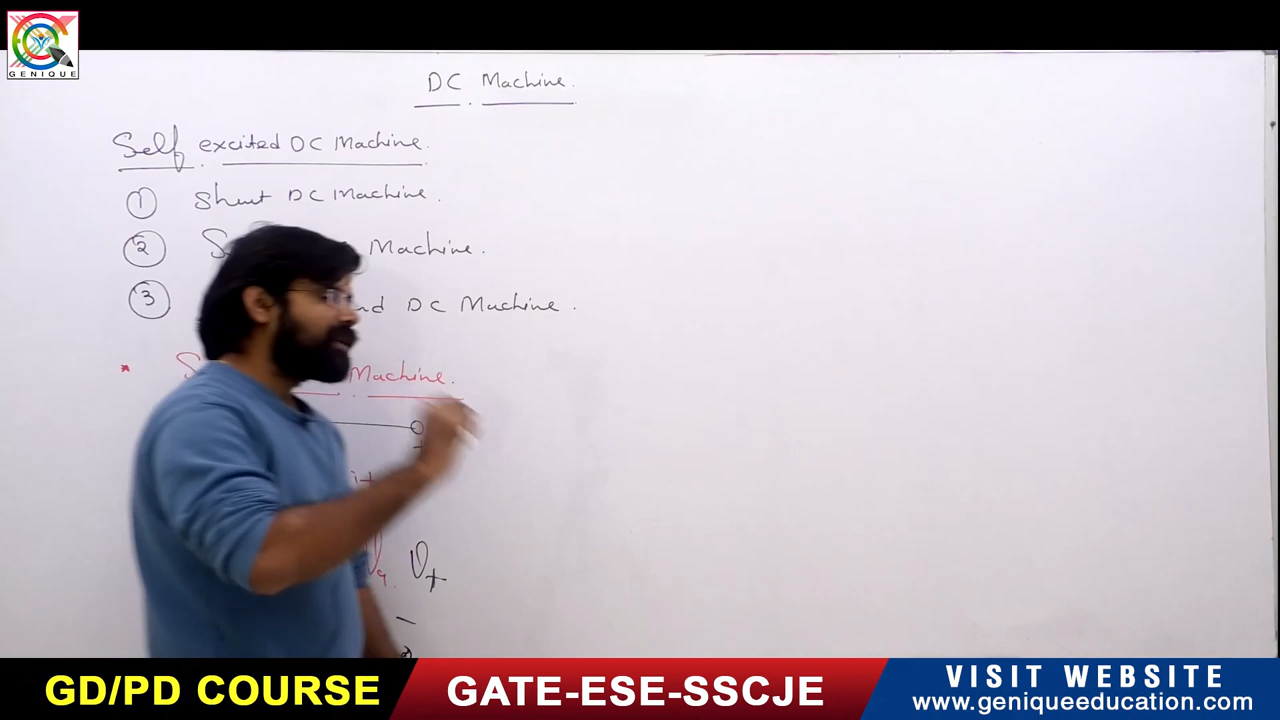 GENIQUE
DC Machine.
Self excited DC Machine.
① Shunt DC Machine.
② Machine.
③ DC Machine.
* Machine.
+
Vt
-
GD/PD COURSE
GATE-ESE-SSCJE
VISIT WEBSITE
www.geniqueeducation.com